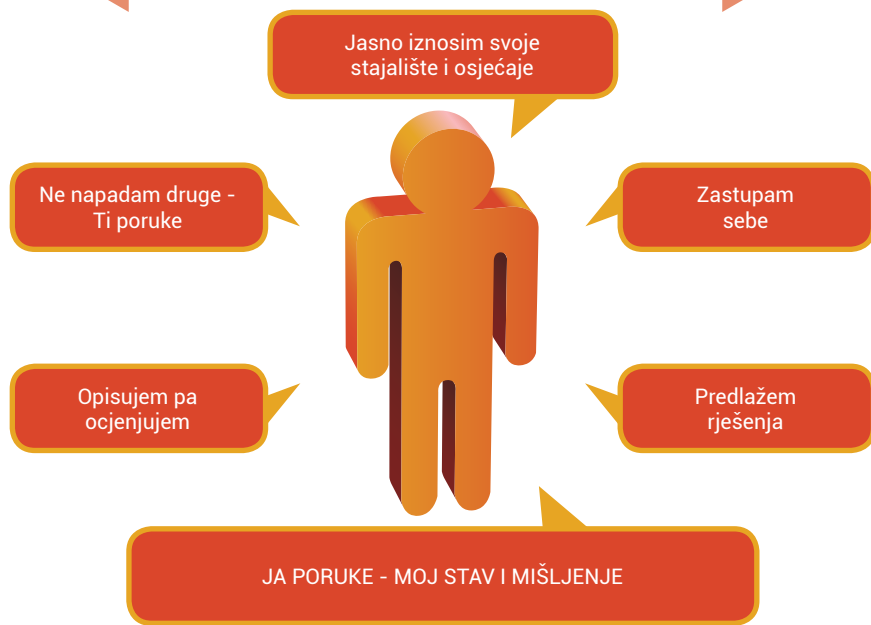 Jasno iznosim svoje
stajalište i osjećaje
Ne napadam druge -
Ti poruke
Zastupam
sebe
Opisujem pa
ocjenjujem
Predlažem
rješenja
JA PORUKE - MOJ STAV I MIŠLJENJE